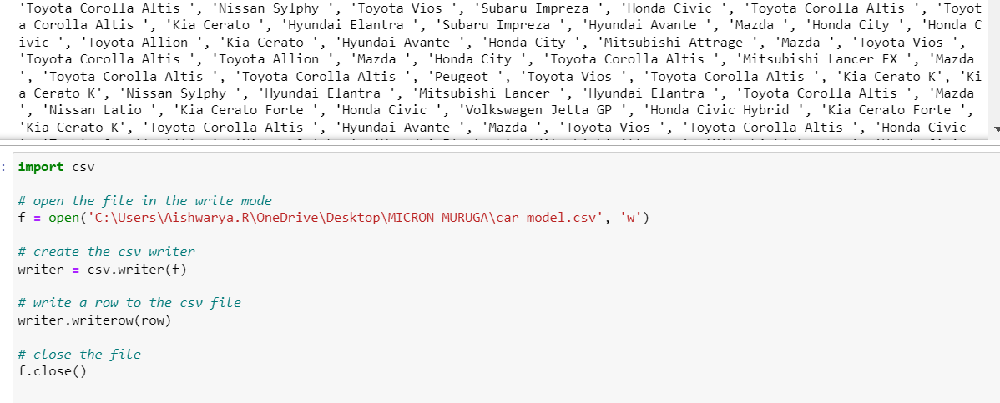 'Toyota Corolla Altis ', 'Nissan Sylphy ', 'Toyota Vios ', 'Subaru Impreza ', 'Honda Civic ', 'Toyota Corolla Altis ', 'Toyot
a Corolla Altis ', 'Kia Cerato ', 'Hyundai Elantra ', 'Subaru Impreza ', 'Hyundai Avante ', 'Mazda ', 'Honda City ', 'Honda C
ivic ', 'Toyota Allion ', 'Kia Cerato ', 'Hyundai Avante ', 'Honda City ', 'Mitsubishi Attrage ', 'Mazda ', 'Toyota Vios ',
'Toyota Corolla Altis ', 'Toyota Allion ', 'Mazda ', 'Honda City ', 'Toyota Corolla Altis ', 'Mitsubishi Lancer EX ', 'Mazda
', 'Toyota Corolla Altis ', 'Toyota Corolla Altis ', 'Peugeot ', 'Toyota Vios ', 'Toyota Corolla Altis ', 'Kia Cerato K', 'Ki
a Cerato K', 'Nissan Sylphy ', 'Hyundai Elantra ', 'Mitsubishi Lancer ', 'Hyundai Elantra ', 'Toyota Corolla Altis ', 'Mazda
', 'Nissan Latio ', 'Kia Cerato Forte ', 'Honda Civic ', 'Volkswagen Jetta GP ', 'Honda Civic Hybrid ', 'Kia Cerato Forte ',
'Kia Cerato K', 'Toyota Corolla Altis ', 'Hyundai Avante ', 'Mazda ', 'Toyota Vios ', 'Toyota Corolla Altis ', 'Honda Civic
: import csv
# open the file in the write mode
f = open('C:\Users\Aishwarya.R\OneDrive\Desktop\MICRON MURUGA\car_model.csv', 'w')
# create the csv writer
writer = csv.writer(f)
# write a row to the csv file
writer.writerow(row)
# close the file
f.close()